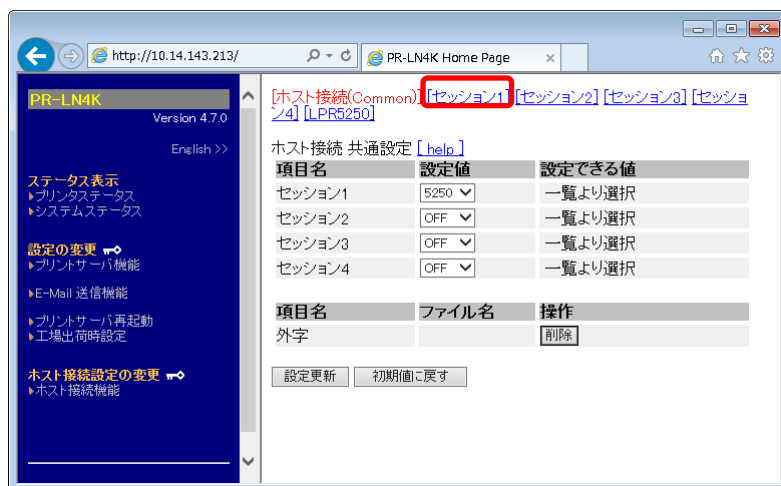 http://10.14.143.213/
PR-LN4K Home Page
PR-LN4K
Version 4.7.0
English >>
ステータス表示
プリンタステータス
システムステータス
設定の変更
プリントサーバ機能
E-Mail 送信機能
プリントサーバ再起動
工場出荷時設定
ホスト接続設定の変更
ホスト接続機能
[ホスト接続(Common)] [セッション1] [セッション2] [セッション3] [セッショ
ン4] [LPR5250]
ホスト接続 共通設定 [ help ]
項目名 設定値 設定できる値
セッション1 5250 一覧より選択
セッション2 OFF 一覧より選択
セッション3 OFF 一覧より選択
セッション4 OFF 一覧より選択
項目名 ファイル名 操作
外字 削除
設定更新 初期値に戻す